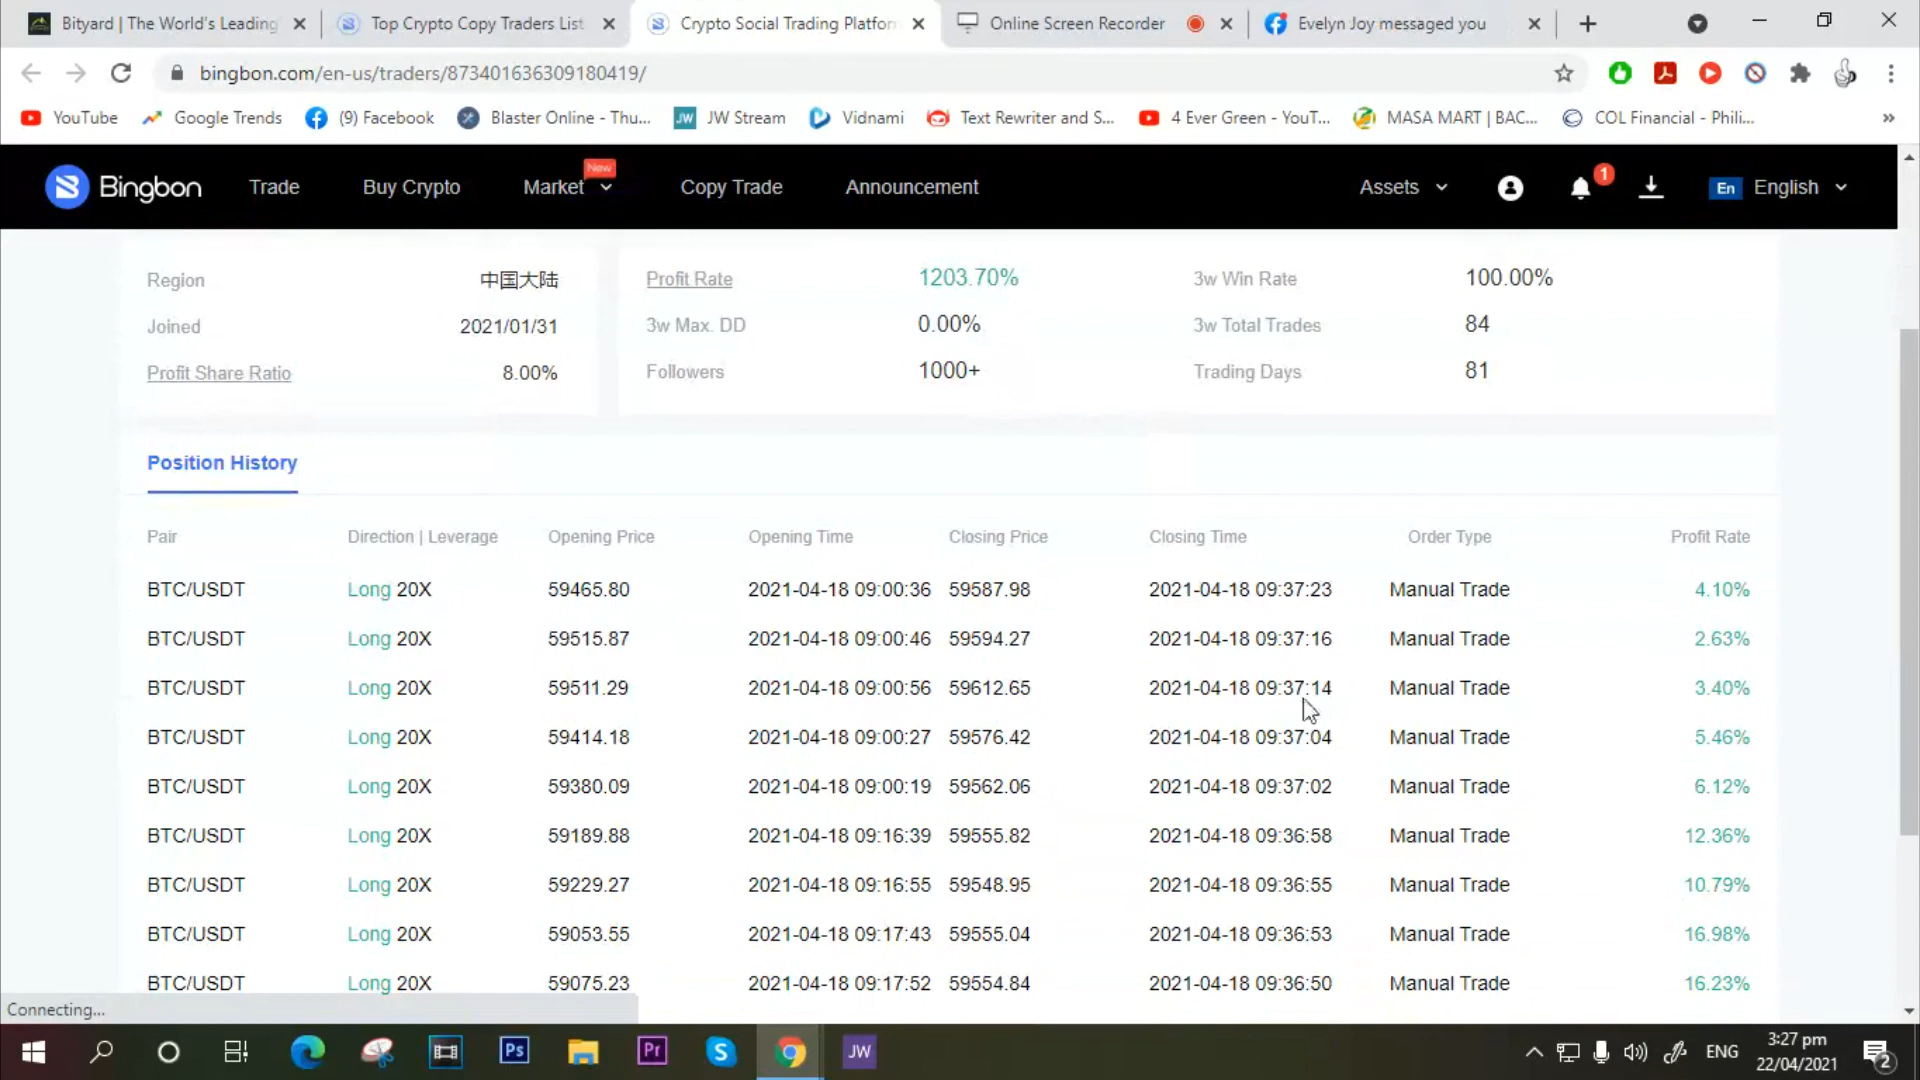 Bityard | The World's Leading
Top Crypto Copy Traders List
Crypto Social Trading Platform
Online Screen Recorder
Evelyn Joy messaged you
bingbon.com/en-us/traders/873401636309180419/
YouTube
Google Trends
(9) Facebook
Blaster Online - Thu...
JW Stream
Vidnami
Text Rewriter and S...
4 Ever Green - YouT...
MASA MART | BAC...
COL Financial - Phili...
»
Bingbon
Trade
Buy Crypto
Market
New
Copy Trade
Announcement
Assets
1
En English
Region 中国大陆
Joined 2021/01/31
Profit Share Ratio 8.00%
Profit Rate 1203.70% 3w Win Rate 100.00%
3w Max. DD 0.00% 3w Total Trades 84
Followers 1000+ Trading Days 81
Position History
Pair Direction | Leverage Opening Price Opening Time Closing Price Closing Time Order Type Profit Rate
BTC/USDT Long 20X 59465.80 2021-04-18 09:00:36 59587.98 2021-04-18 09:37:23 Manual Trade 4.10%
BTC/USDT Long 20X 59515.87 2021-04-18 09:00:46 59594.27 2021-04-18 09:37:16 Manual Trade 2.63%
BTC/USDT Long 20X 59511.29 2021-04-18 09:00:56 59612.65 2021-04-18 09:37:14 Manual Trade 3.40%
BTC/USDT Long 20X 59414.18 2021-04-18 09:00:27 59576.42 2021-04-18 09:37:04 Manual Trade 5.46%
BTC/USDT Long 20X 59380.09 2021-04-18 09:00:19 59562.06 2021-04-18 09:37:02 Manual Trade 6.12%
BTC/USDT Long 20X 59189.88 2021-04-18 09:16:39 59555.82 2021-04-18 09:36:58 Manual Trade 12.36%
BTC/USDT Long 20X 59229.27 2021-04-18 09:16:55 59548.95 2021-04-18 09:36:55 Manual Trade 10.79%
BTC/USDT Long 20X 59053.55 2021-04-18 09:17:43 59555.04 2021-04-18 09:36:53 Manual Trade 16.98%
BTC/USDT Long 20X 59075.23 2021-04-18 09:17:52 59554.84 2021-04-18 09:36:50 Manual Trade 16.23%
Connecting...
Ps
Pr
JW
ENG
3:27 pm
22/04/2021
2